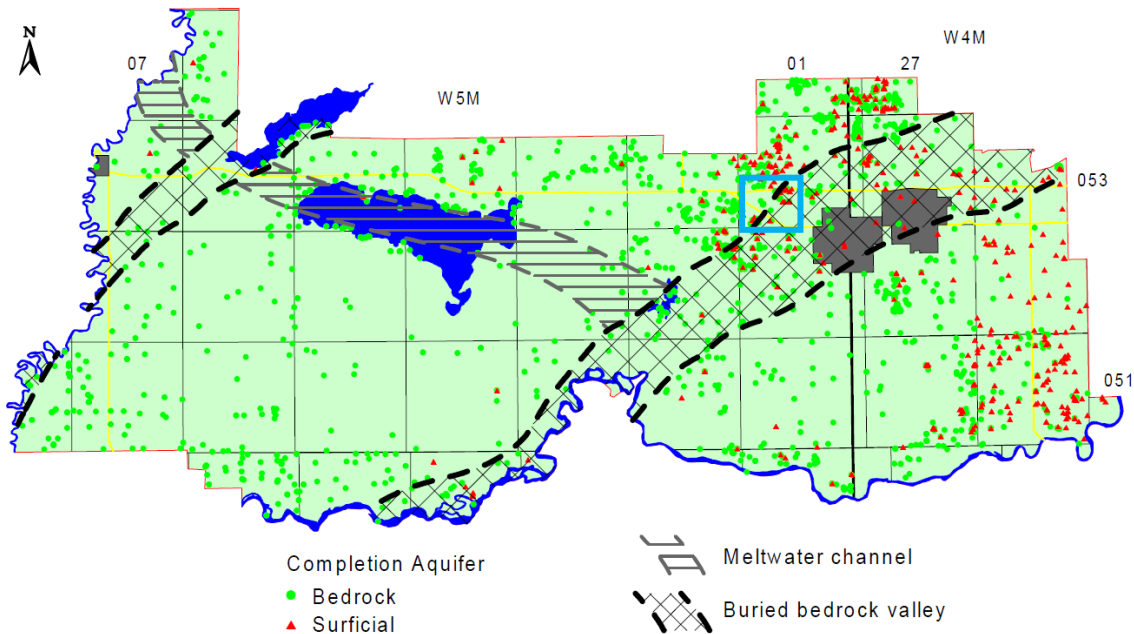 N
W4M
07
01
27
W5M
053
051
Completion Aquifer
Bedrock
Surficial
Meltwater channel
Buried bedrock valley